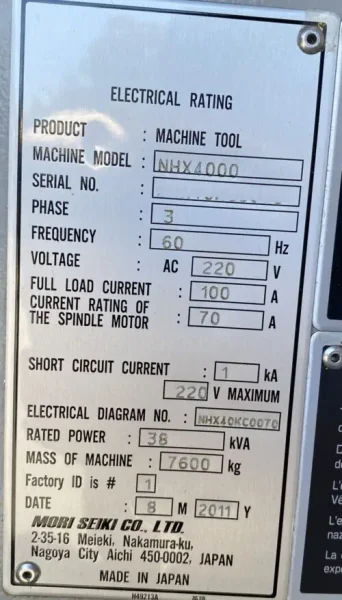 ELECTRICAL RATING
PRODUCT : MACHINE TOOL
MACHINE MODEL : NHX4000
SERIAL NO. :
PHASE : 3
FREQUENCY : 60 Hz
VOLTAGE : AC 220 V
FULL LOAD CURRENT : 100 A
CURRENT RATING OF
THE SPINDLE MOTOR : 70 A
SHORT CIRCUIT CURRENT : 1 kA
220 V MAXIMUM
ELECTRICAL DIAGRAM NO. : NHX40KC0070
RATED POWER : 38 kVA
MASS OF MACHINE : 7600 kg
Factory ID is # 1
DATE 8 M 2011 Y
MORI SEIKI CO., LTD.
2-35-16 Meieki, Nakamura-ku,
Nagoya City Aichi 450-0002, JAPAN
MADE IN JAPAN
H49213A